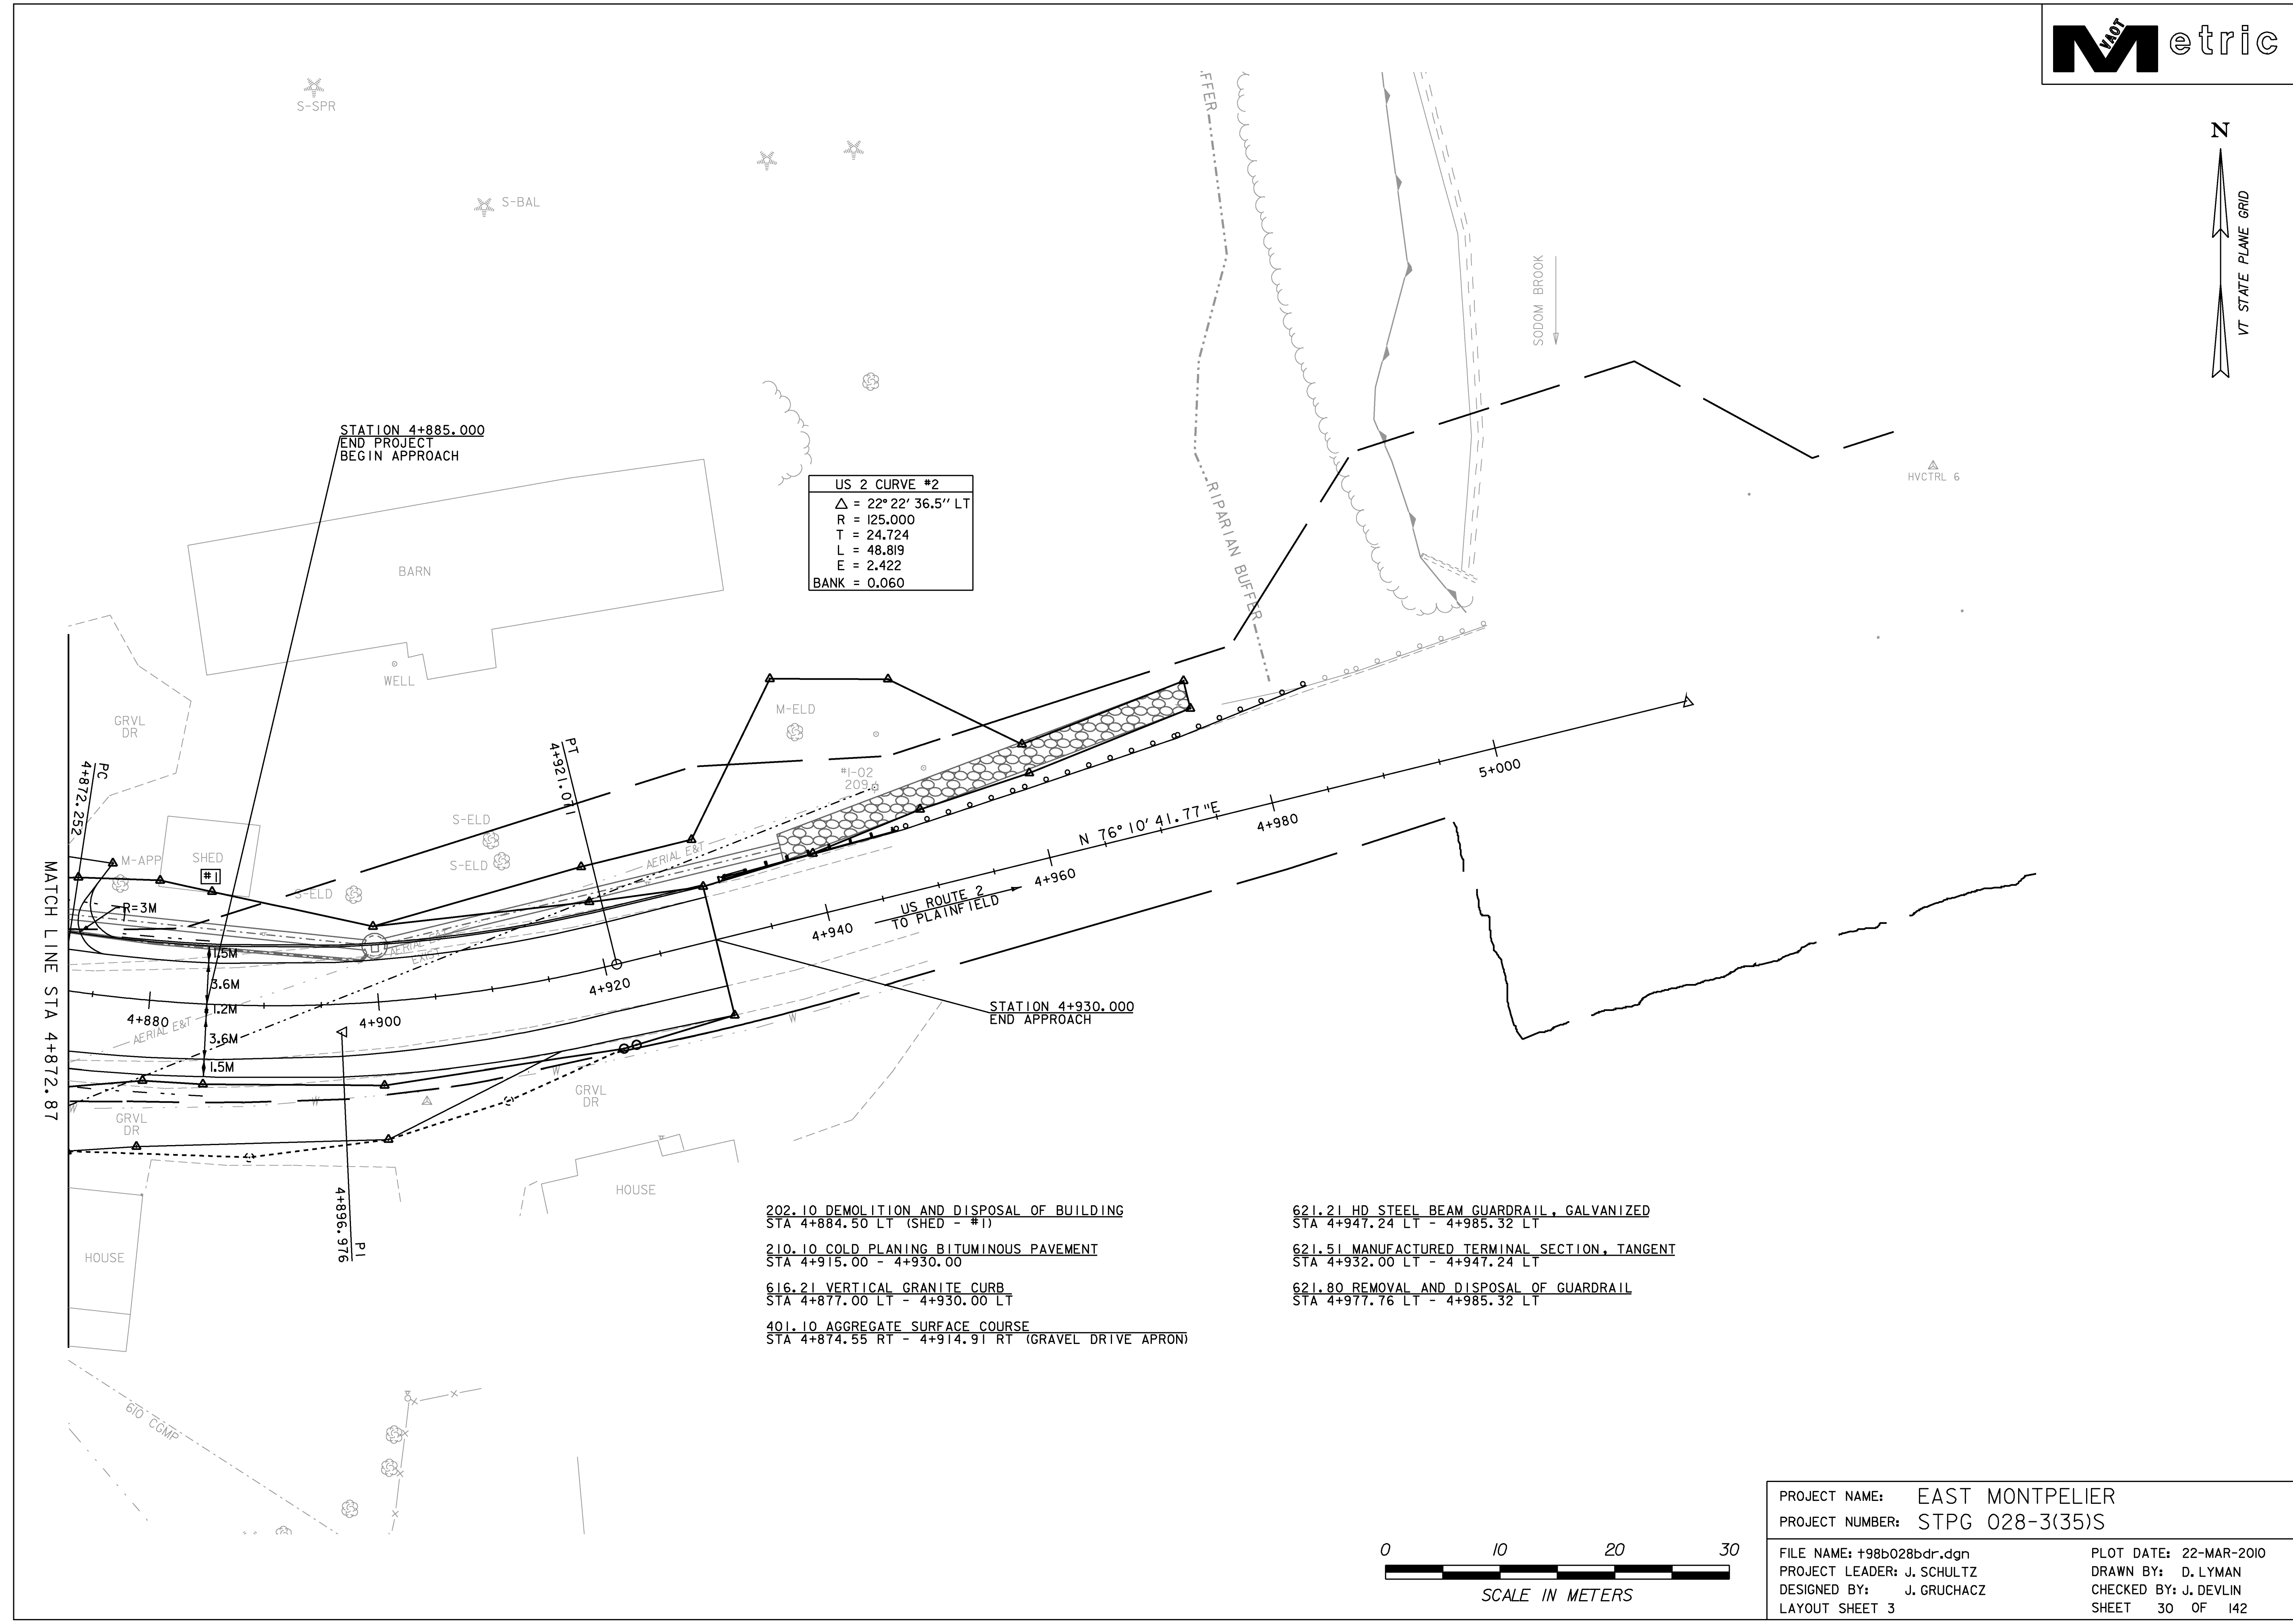 VAOT
Metric
N
VT STATE PLANE GRID
S-SPR
S-BAL
FFER
SODOM BROOK
STATION 4+885.000
END PROJECT
BEGIN APPROACH
US 2 CURVE #2
△ = 22° 22' 36.5'' LT
R = 125.000
T = 24.724
L = 48.819
E = 2.422
BANK = 0.060
HVCTRL 6
RIPARIAN BUFFER
BARN
WELL
GRVL
DR
M-ELD
PT
4+921.071
PC
4+872.252
#1-02
209
5+000
S-ELD
S-ELD
N 76° 10' 41.77"E
4+980
AERIAL E&T
M-APP
SHED
#1
S-ELD
4+960
R=3M
US ROUTE 2
TO PLAINFIELD
4+940
MATCH LINE STA 4+872.87
AERIAL E&T
EXIST
1.5M
3.6M
4+920
1.2M
4+880
4+900
AERIAL E&T
3.6M
1.5M
STATION 4+930.000
END APPROACH
W
W
W
W
GRVL
DR
GRVL
DR
HOUSE
4+896.976
PI
HOUSE
202.10 DEMOLITION AND DISPOSAL OF BUILDING
STA 4+884.50 LT (SHED - #1)
210.10 COLD PLANING BITUMINOUS PAVEMENT
STA 4+915.00 - 4+930.00
616.21 VERTICAL GRANITE CURB
STA 4+877.00 LT - 4+930.00 LT
401.10 AGGREGATE SURFACE COURSE
STA 4+874.55 RT - 4+914.91 RT (GRAVEL DRIVE APRON)
621.21 HD STEEL BEAM GUARDRAIL, GALVANIZED
STA 4+947.24 LT - 4+985.32 LT
621.51 MANUFACTURED TERMINAL SECTION, TANGENT
STA 4+932.00 LT - 4+947.24 LT
621.80 REMOVAL AND DISPOSAL OF GUARDRAIL
STA 4+977.76 LT - 4+985.32 LT
610 CGMP
0 10 20 30
SCALE IN METERS
PROJECT NAME: EAST MONTPELIER
PROJECT NUMBER: STPG 028-3(35)S
FILE NAME: t98b028bdr.dgn
PROJECT LEADER: J. SCHULTZ
DESIGNED BY: J. GRUCHACZ
LAYOUT SHEET 3
PLOT DATE: 22-MAR-2010
DRAWN BY: D. LYMAN
CHECKED BY: J. DEVLIN
SHEET 30 OF 142